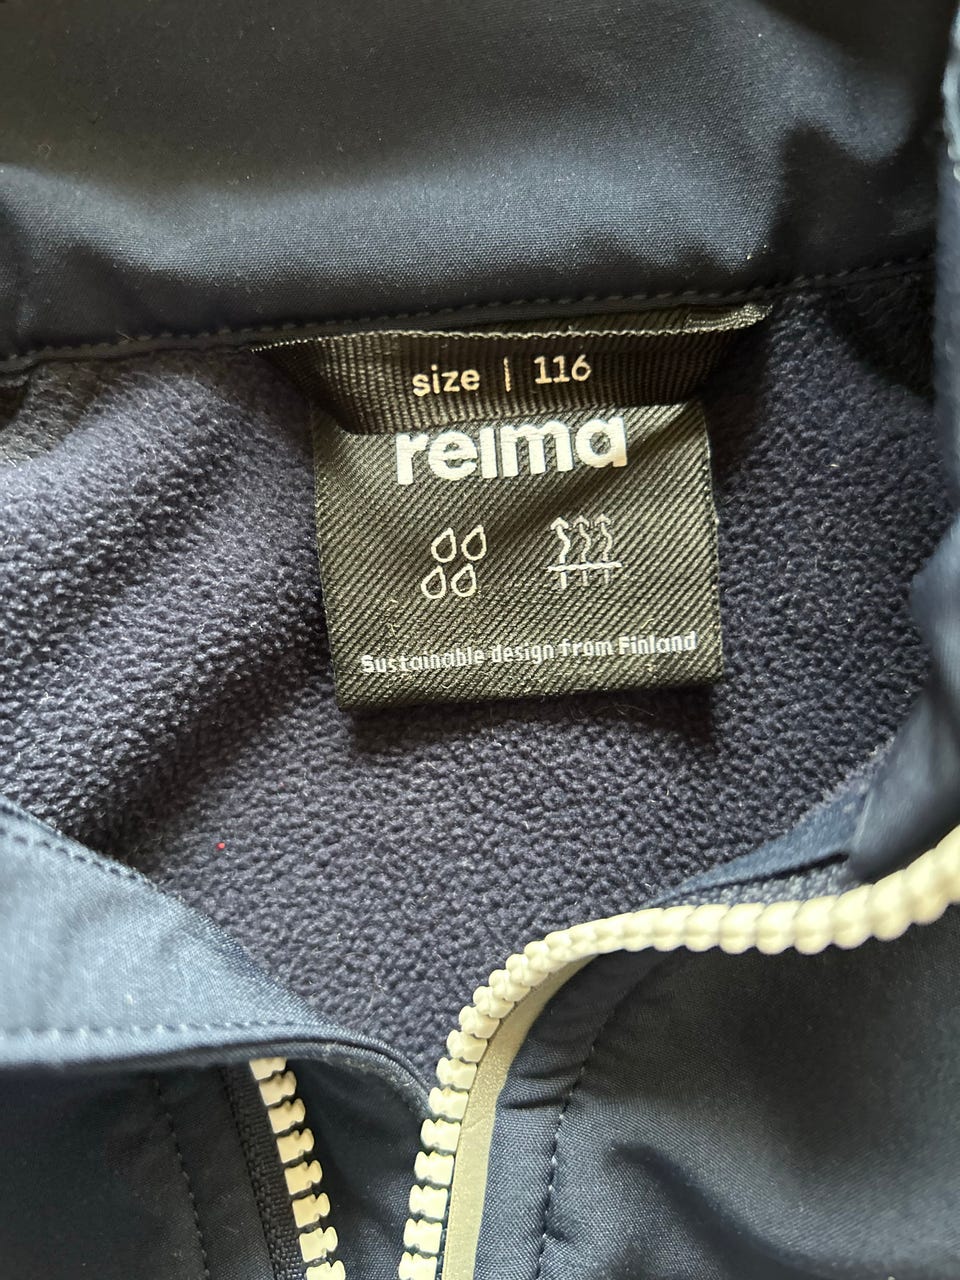 size | 116
reima
Sustainable design from Finland